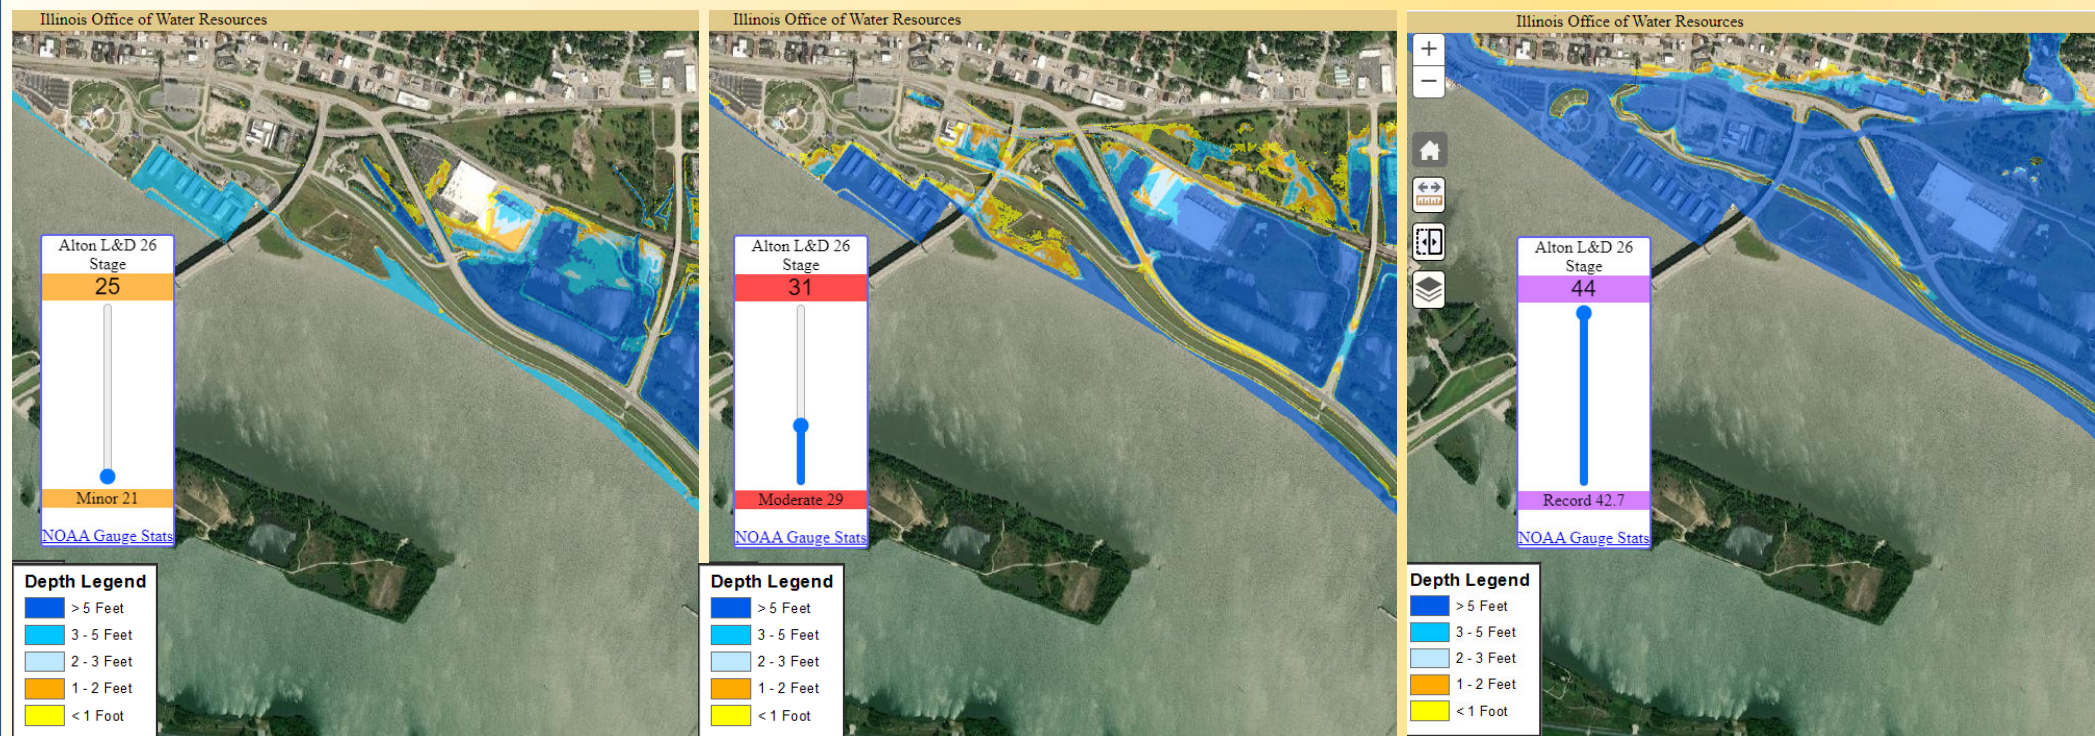 Illinois Office of Water Resources
Alton L&D 26
Stage
25
Minor 21
NOAA Gauge Stats
Depth Legend
> 5 Feet
3 - 5 Feet
2 - 3 Feet
1 - 2 Feet
< 1 Foot
Illinois Office of Water Resources
Alton L&D 26
Stage
31
Moderate 29
NOAA Gauge Stats
Depth Legend
> 5 Feet
3 - 5 Feet
2 - 3 Feet
1 - 2 Feet
< 1 Foot
Illinois Office of Water Resources
+
−
Alton L&D 26
Stage
44
Record 42.7
NOAA Gauge Stats
Depth Legend
> 5 Feet
3 - 5 Feet
2 - 3 Feet
1 - 2 Feet
< 1 Foot